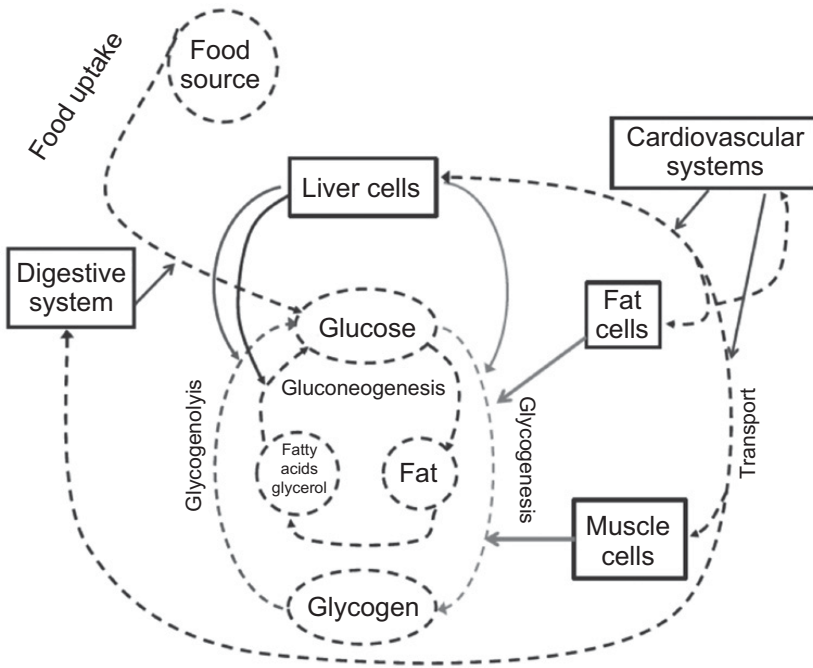 Food
source
Food uptake
Cardiovascular
systems
Liver cells
Digestive
system
Fat
cells
Glucose
Gluconeogenesis
Glycogenolyis
Fatty
acids
glycerol
Fat
Glycogenesis
Transport
Muscle
cells
Glycogen